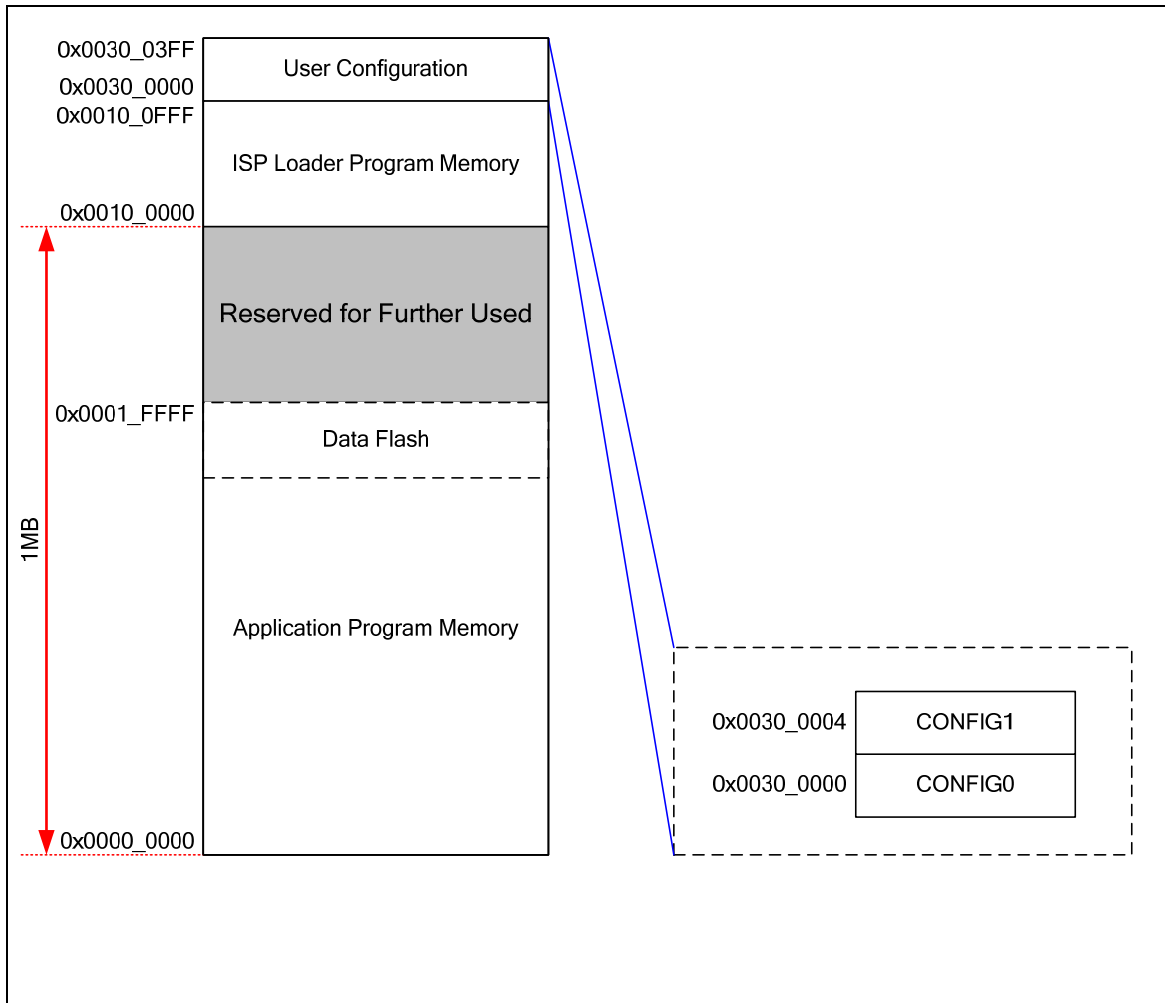 0x0030_03FF
User Configuration
0x0030_0000
0x0010_0FFF
ISP Loader Program Memory
0x0010_0000
Reserved for Further Used
0x0001_FFFF
Data Flash
1MB
Application Program Memory
0x0000_0000
0x0030_0004
CONFIG1
0x0030_0000
CONFIG0